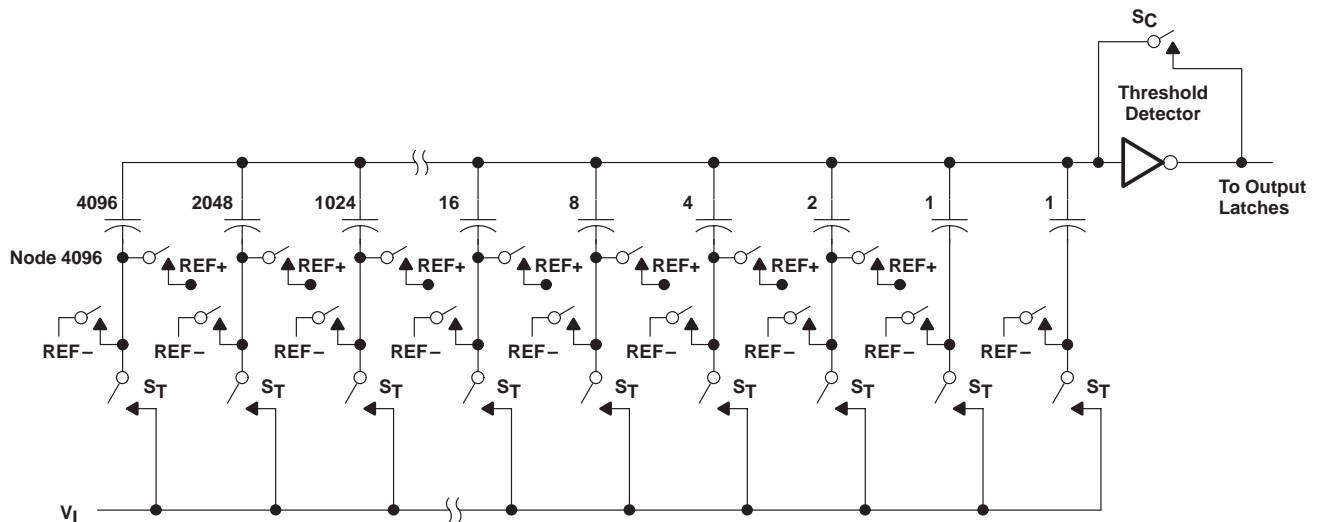 SC
Threshold
Detector
To Output
Latches
4096 2048 1024 16 8 4 2 1 1
Node 4096 REF+ REF+ REF+ REF+ REF+ REF+ REF+
REF− REF− REF− REF− REF− REF− REF− REF− REF−
ST ST ST ST ST ST ST ST ST
VI